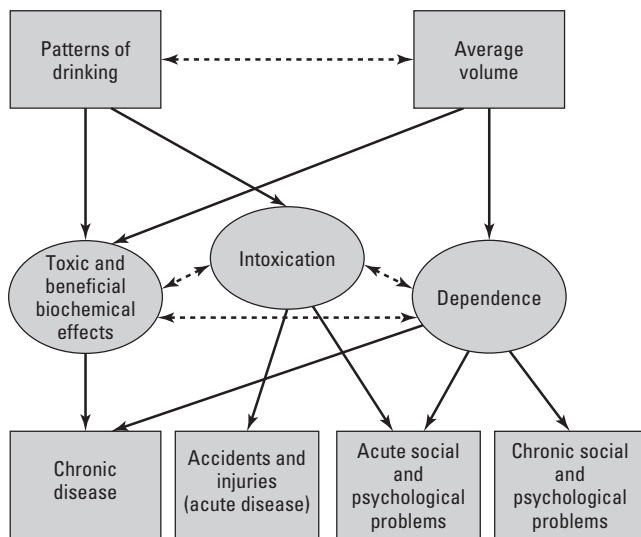 Patterns of
drinking
Average
volume
Toxic and
beneficial
biochemical
effects
Intoxication
Dependence
Chronic
disease
Accidents and
injuries
(acute disease)
Acute social
and
psychological
problems
Chronic social
and
psychological
problems